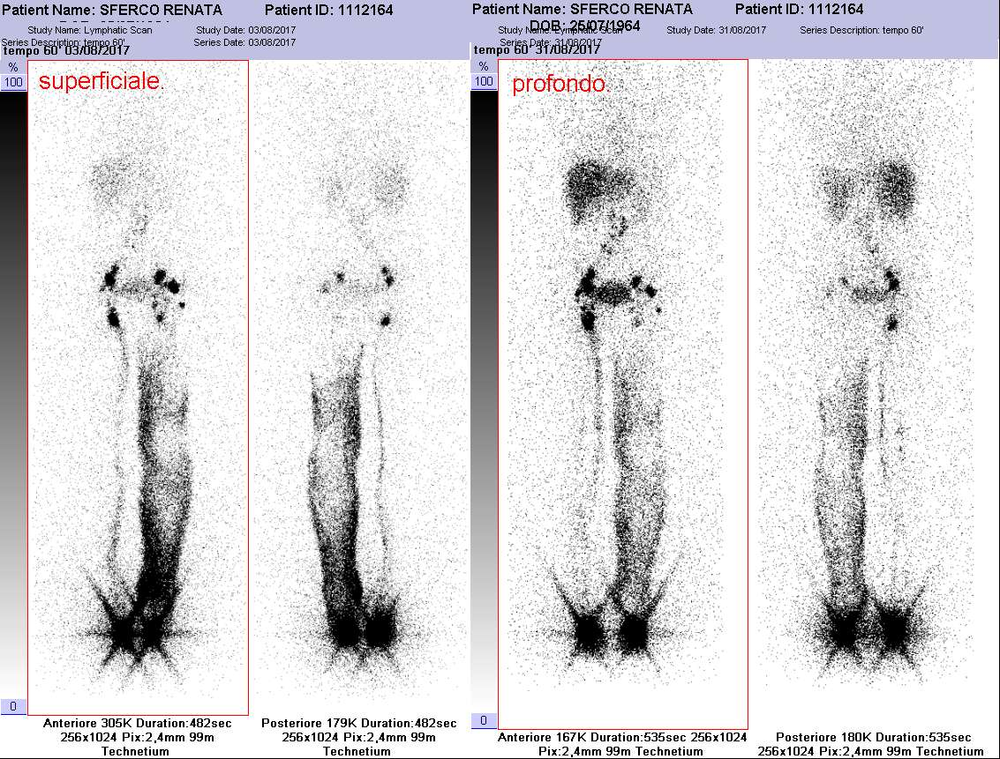 Patient Name: SFERCO RENATA Patient ID: 1112164
Study Name: Lymphatic Scan Study Date: 03/08/2017
Series Description: tempo 60' Series Date: 03/08/2017
tempo 60' 03/08/2017
%
100
superficiale.
0
Anteriore 305K Duration:482sec
256x1024 Pix:2,4mm 99m
Technetium
Posteriore 179K Duration:482sec
256x1024 Pix:2,4mm 99m
Technetium
Patient Name: SFERCO RENATA Patient ID: 1112164
DOB: 25/07/1964
Study Name: Lymphatic Scan Study Date: 31/08/2017 Series Description: tempo 60'
Series Date: 31/08/2017
tempo 60' 31/08/2017
%
100
profondo.
0
Anteriore 167K Duration:535sec 256x1024
Pix:2,4mm 99m Technetium
Posteriore 180K Duration:535sec
256x1024 Pix:2,4mm 99m Technetium